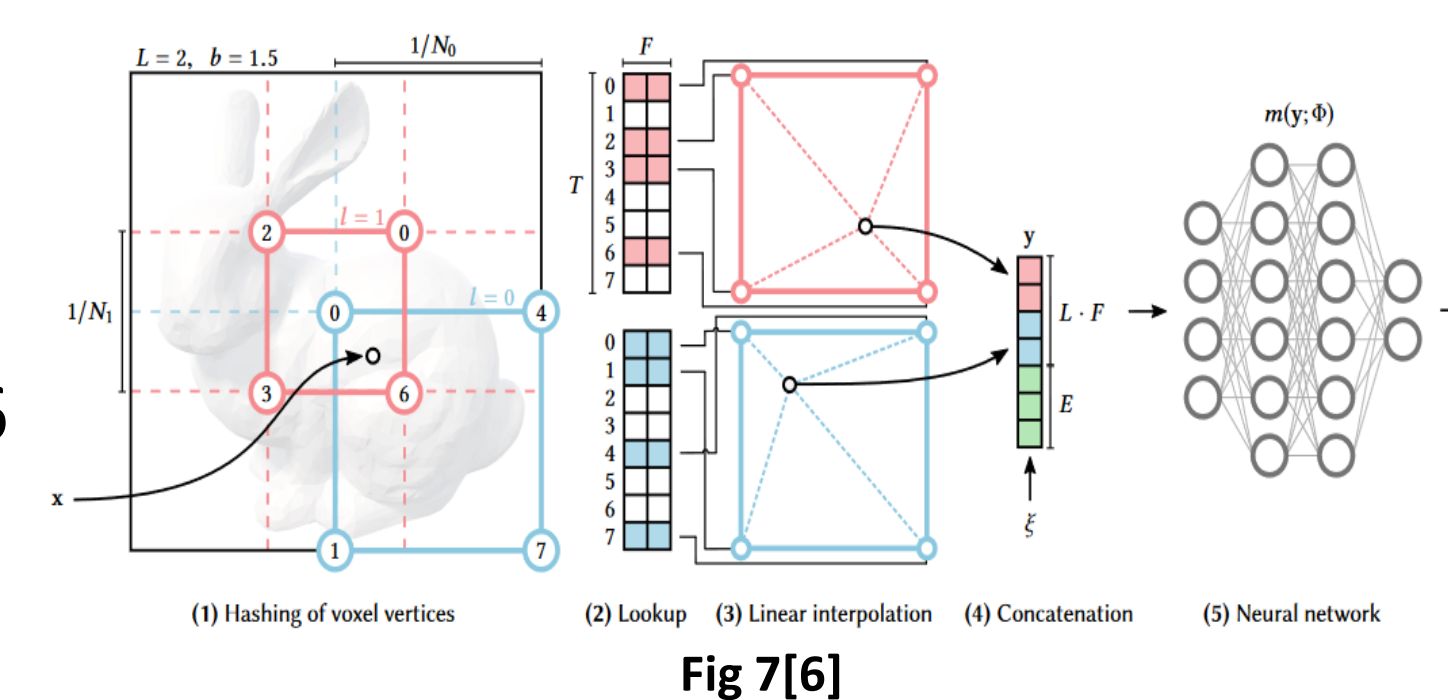 L = 2, b = 1.5
1/N₀
1/N₁
l = 1
l = 0
2
0
0
4
3
6
1
7
x
F
T
0
1
2
3
4
5
6
7
0
1
2
3
4
5
6
7
y
L · F
E
ξ
m(y; Φ)
(1) Hashing of voxel vertices
(2) Lookup
(3) Linear interpolation
(4) Concatenation
(5) Neural network
Fig 7[6]